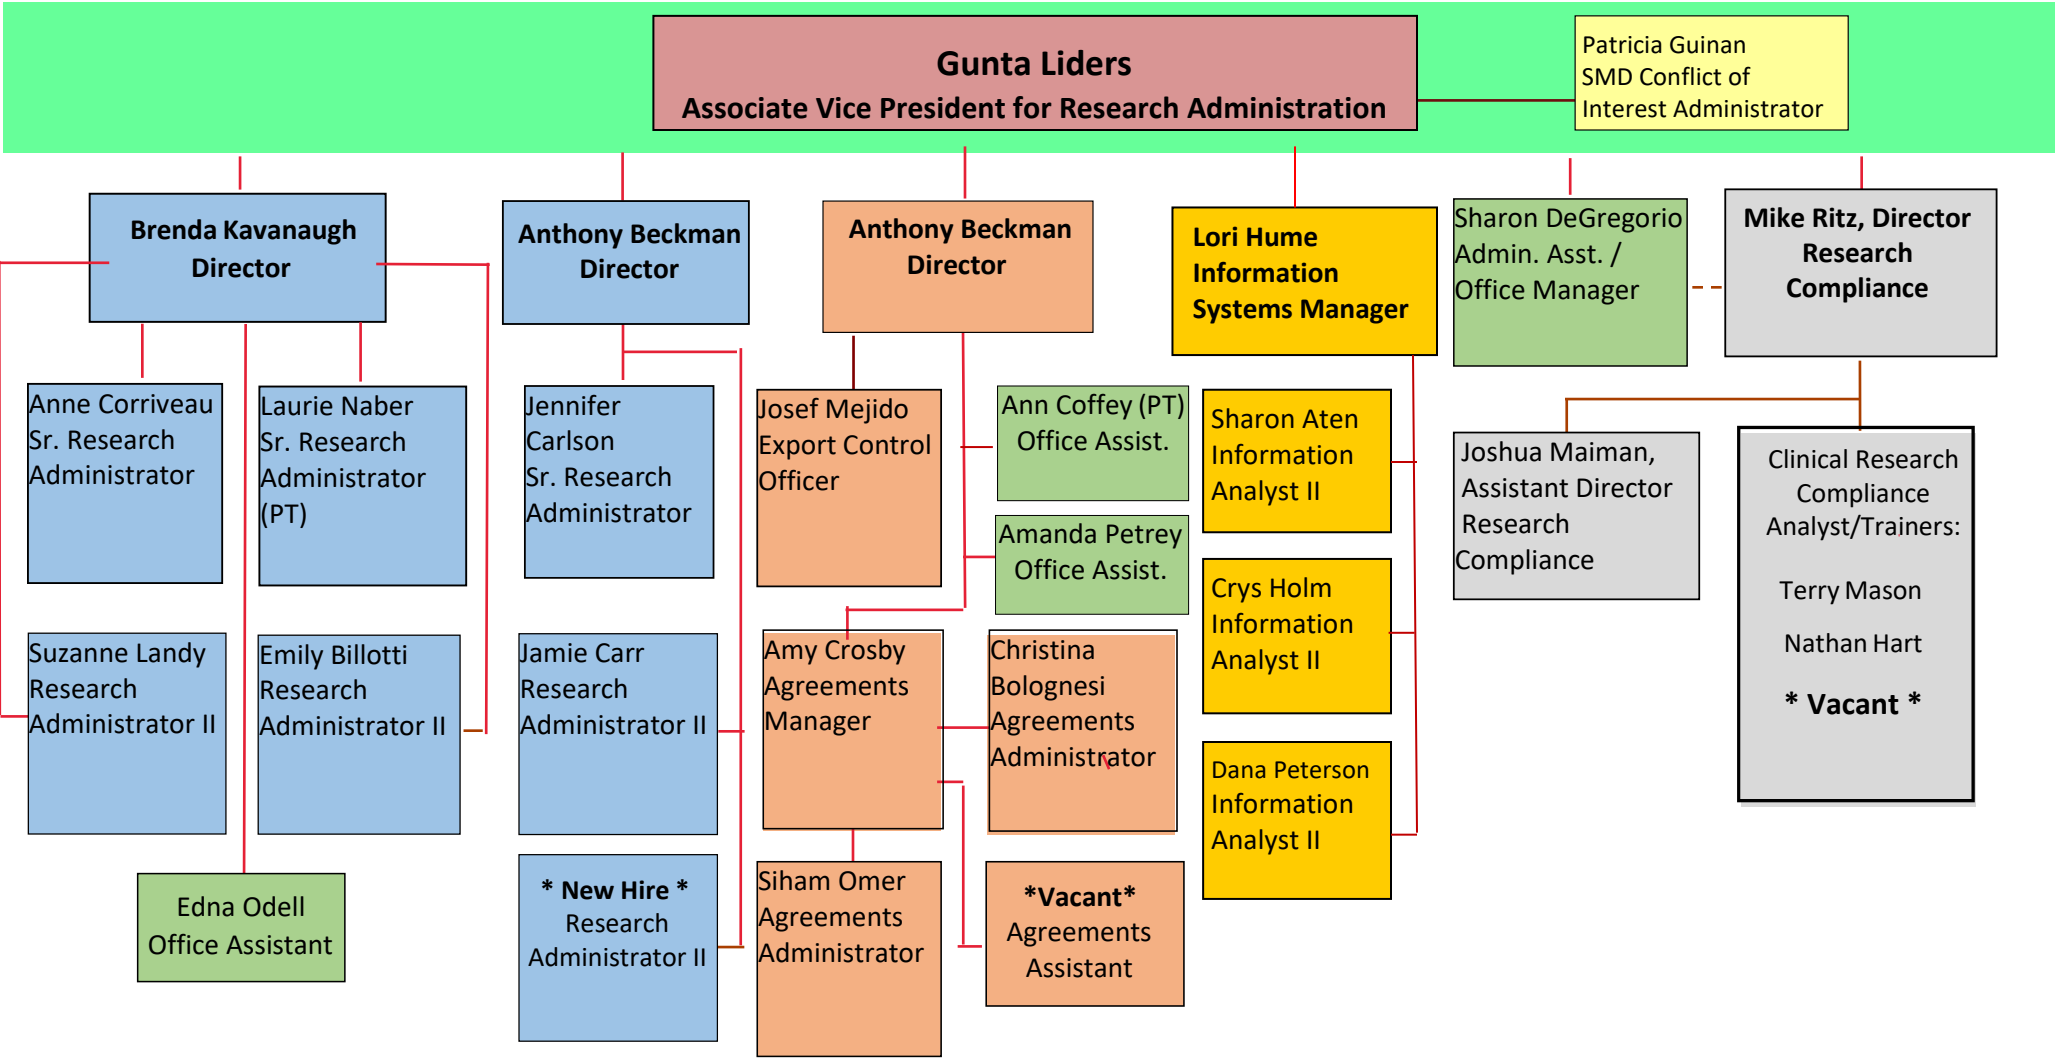 Gunta Liders
Associate Vice President for Research Administration
Patricia Guinan
SMD Conflict of
Interest Administrator
Brenda Kavanaugh
Director
Anthony Beckman
Director
Anthony Beckman
Director
Lori Hume
Information
Systems Manager
Sharon DeGregorio
Admin. Asst. /
Office Manager
Mike Ritz, Director
Research
Compliance
Anne Corriveau
Sr. Research
Administrator
Laurie Naber
Sr. Research
Administrator
(PT)
Jennifer
Carlson
Sr. Research
Administrator
Josef Mejido
Export Control
Officer
Ann Coffey (PT)
Office Assist.
Amanda Petrey
Office Assist.
Sharon Aten
Information
Analyst II
Joshua Maiman,
Assistant Director
Research
Compliance
Clinical Research
Compliance
Analyst/Trainers:
Terry Mason
Nathan Hart
* Vacant *
Suzanne Landy
Research
Administrator II
Emily Billotti
Research
Administrator II
Jamie Carr
Research
Administrator II
Amy Crosby
Agreements
Manager
Christina
Bolognesi
Agreements
Administrator
Crys Holm
Information
Analyst II
Dana Peterson
Information
Analyst II
Edna Odell
Office Assistant
* New Hire *
Research
Administrator II
Siham Omer
Agreements
Administrator
*Vacant*
Agreements
Assistant